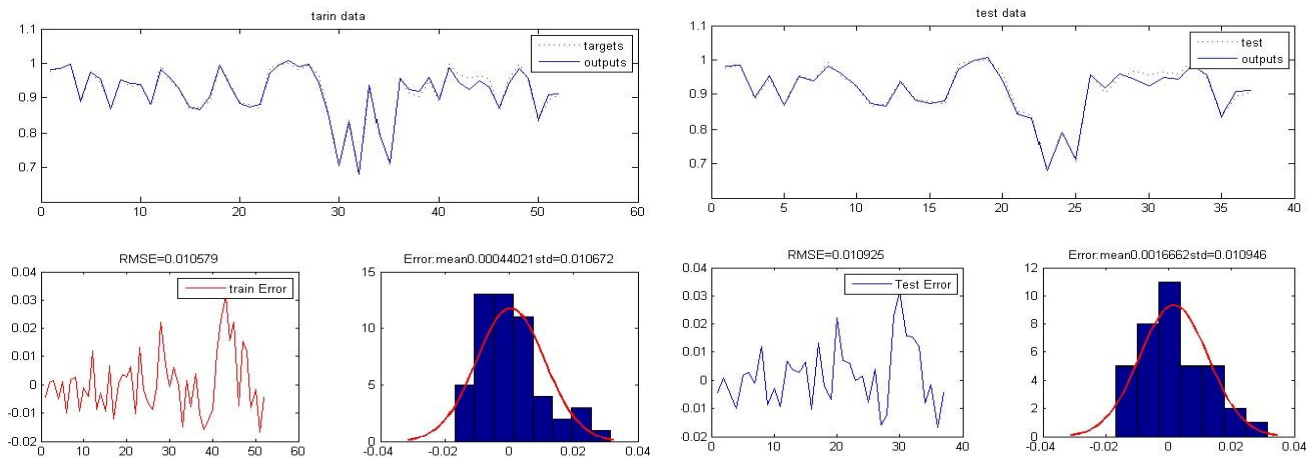 tarin data
1.1
1
0.9
0.8
0.7
0 10 20 30 40 50 60
targets
outputs
test data
1.1
1
0.9
0.8
0.7
0 5 10 15 20 25 30 35 40
test
outputs
RMSE=0.010579
0.04
0.03
0.02
0.01
0
-0.01
-0.02
0 10 20 30 40 50 60
train Error
Error:mean0.00044021std=0.010672
15
10
5
0
-0.04 -0.02 0 0.02 0.04
RMSE=0.010925
0.04
0.03
0.02
0.01
0
-0.01
-0.02
0 10 20 30 40
Test Error
Error:mean0.0016662std=0.010946
12
10
8
6
4
2
0
-0.04 -0.02 0 0.02 0.04